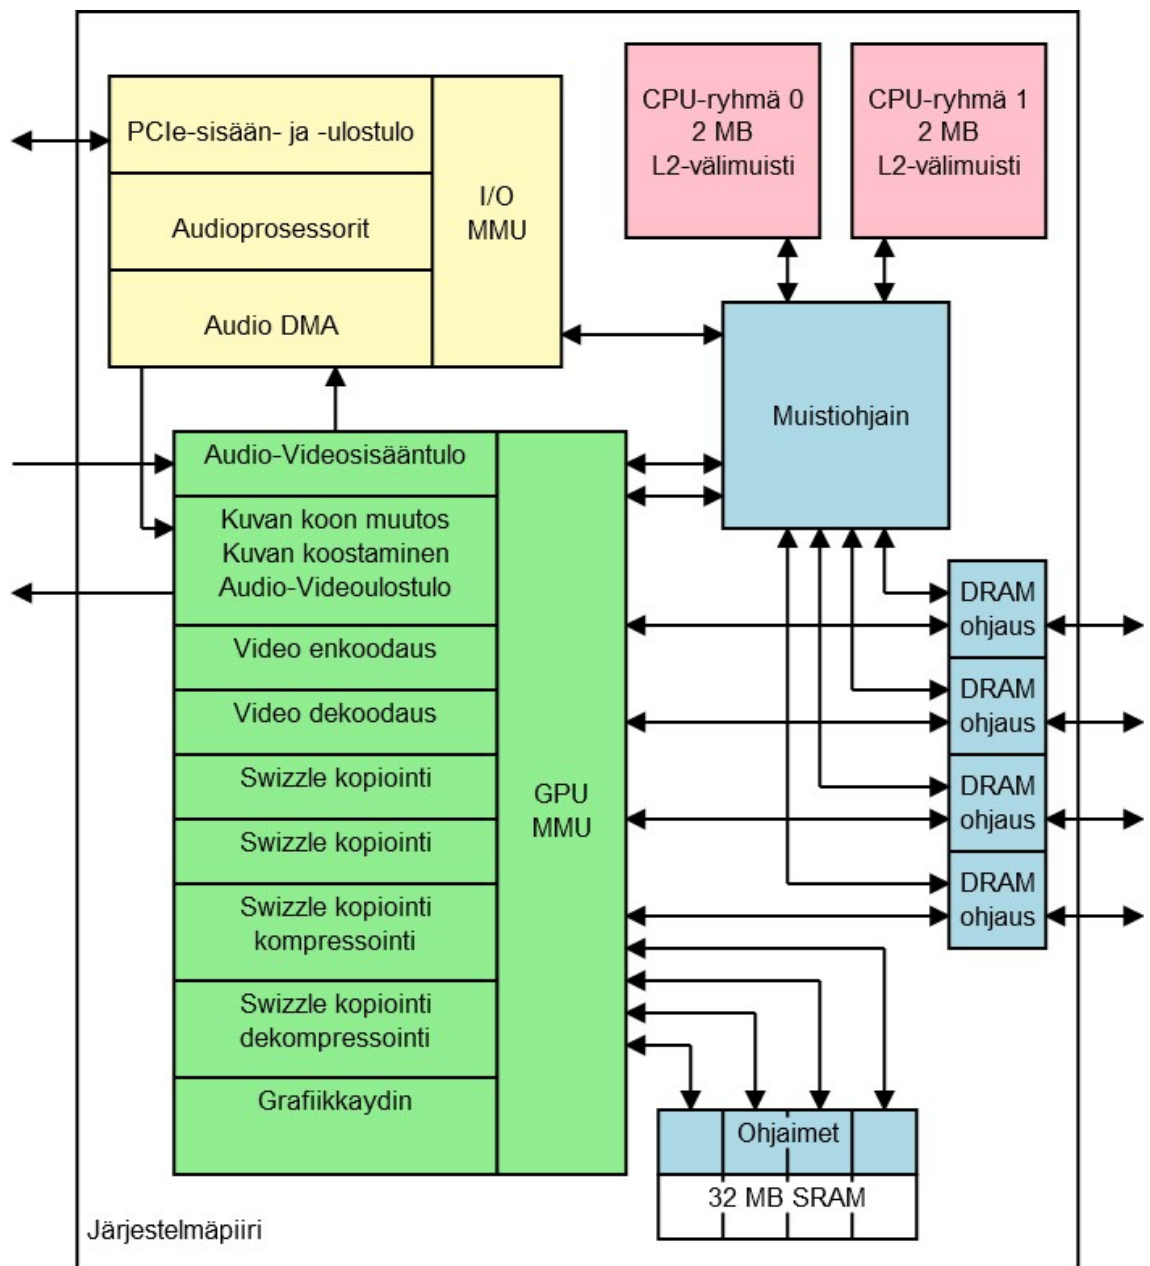 PCIe-sisään- ja -ulostulo
Audioprosessorit
Audio DMA
I/O
MMU
CPU-ryhmä 0
2 MB
L2-välimuisti
CPU-ryhmä 1
2 MB
L2-välimuisti
Muistiohjain
Audio-Videosisääntulo
Kuvan koon muutos
Kuvan koostaminen
Audio-Videoulostulo
Video enkoodaus
Video dekoodaus
Swizzle kopiointi
Swizzle kopiointi
Swizzle kopiointi
kompressointi
Swizzle kopiointi
dekompressointi
Grafiikkaydin
GPU
MMU
DRAM
ohjaus
DRAM
ohjaus
DRAM
ohjaus
DRAM
ohjaus
Ohjaimet
32 MB SRAM
Järjestelmäpiiri